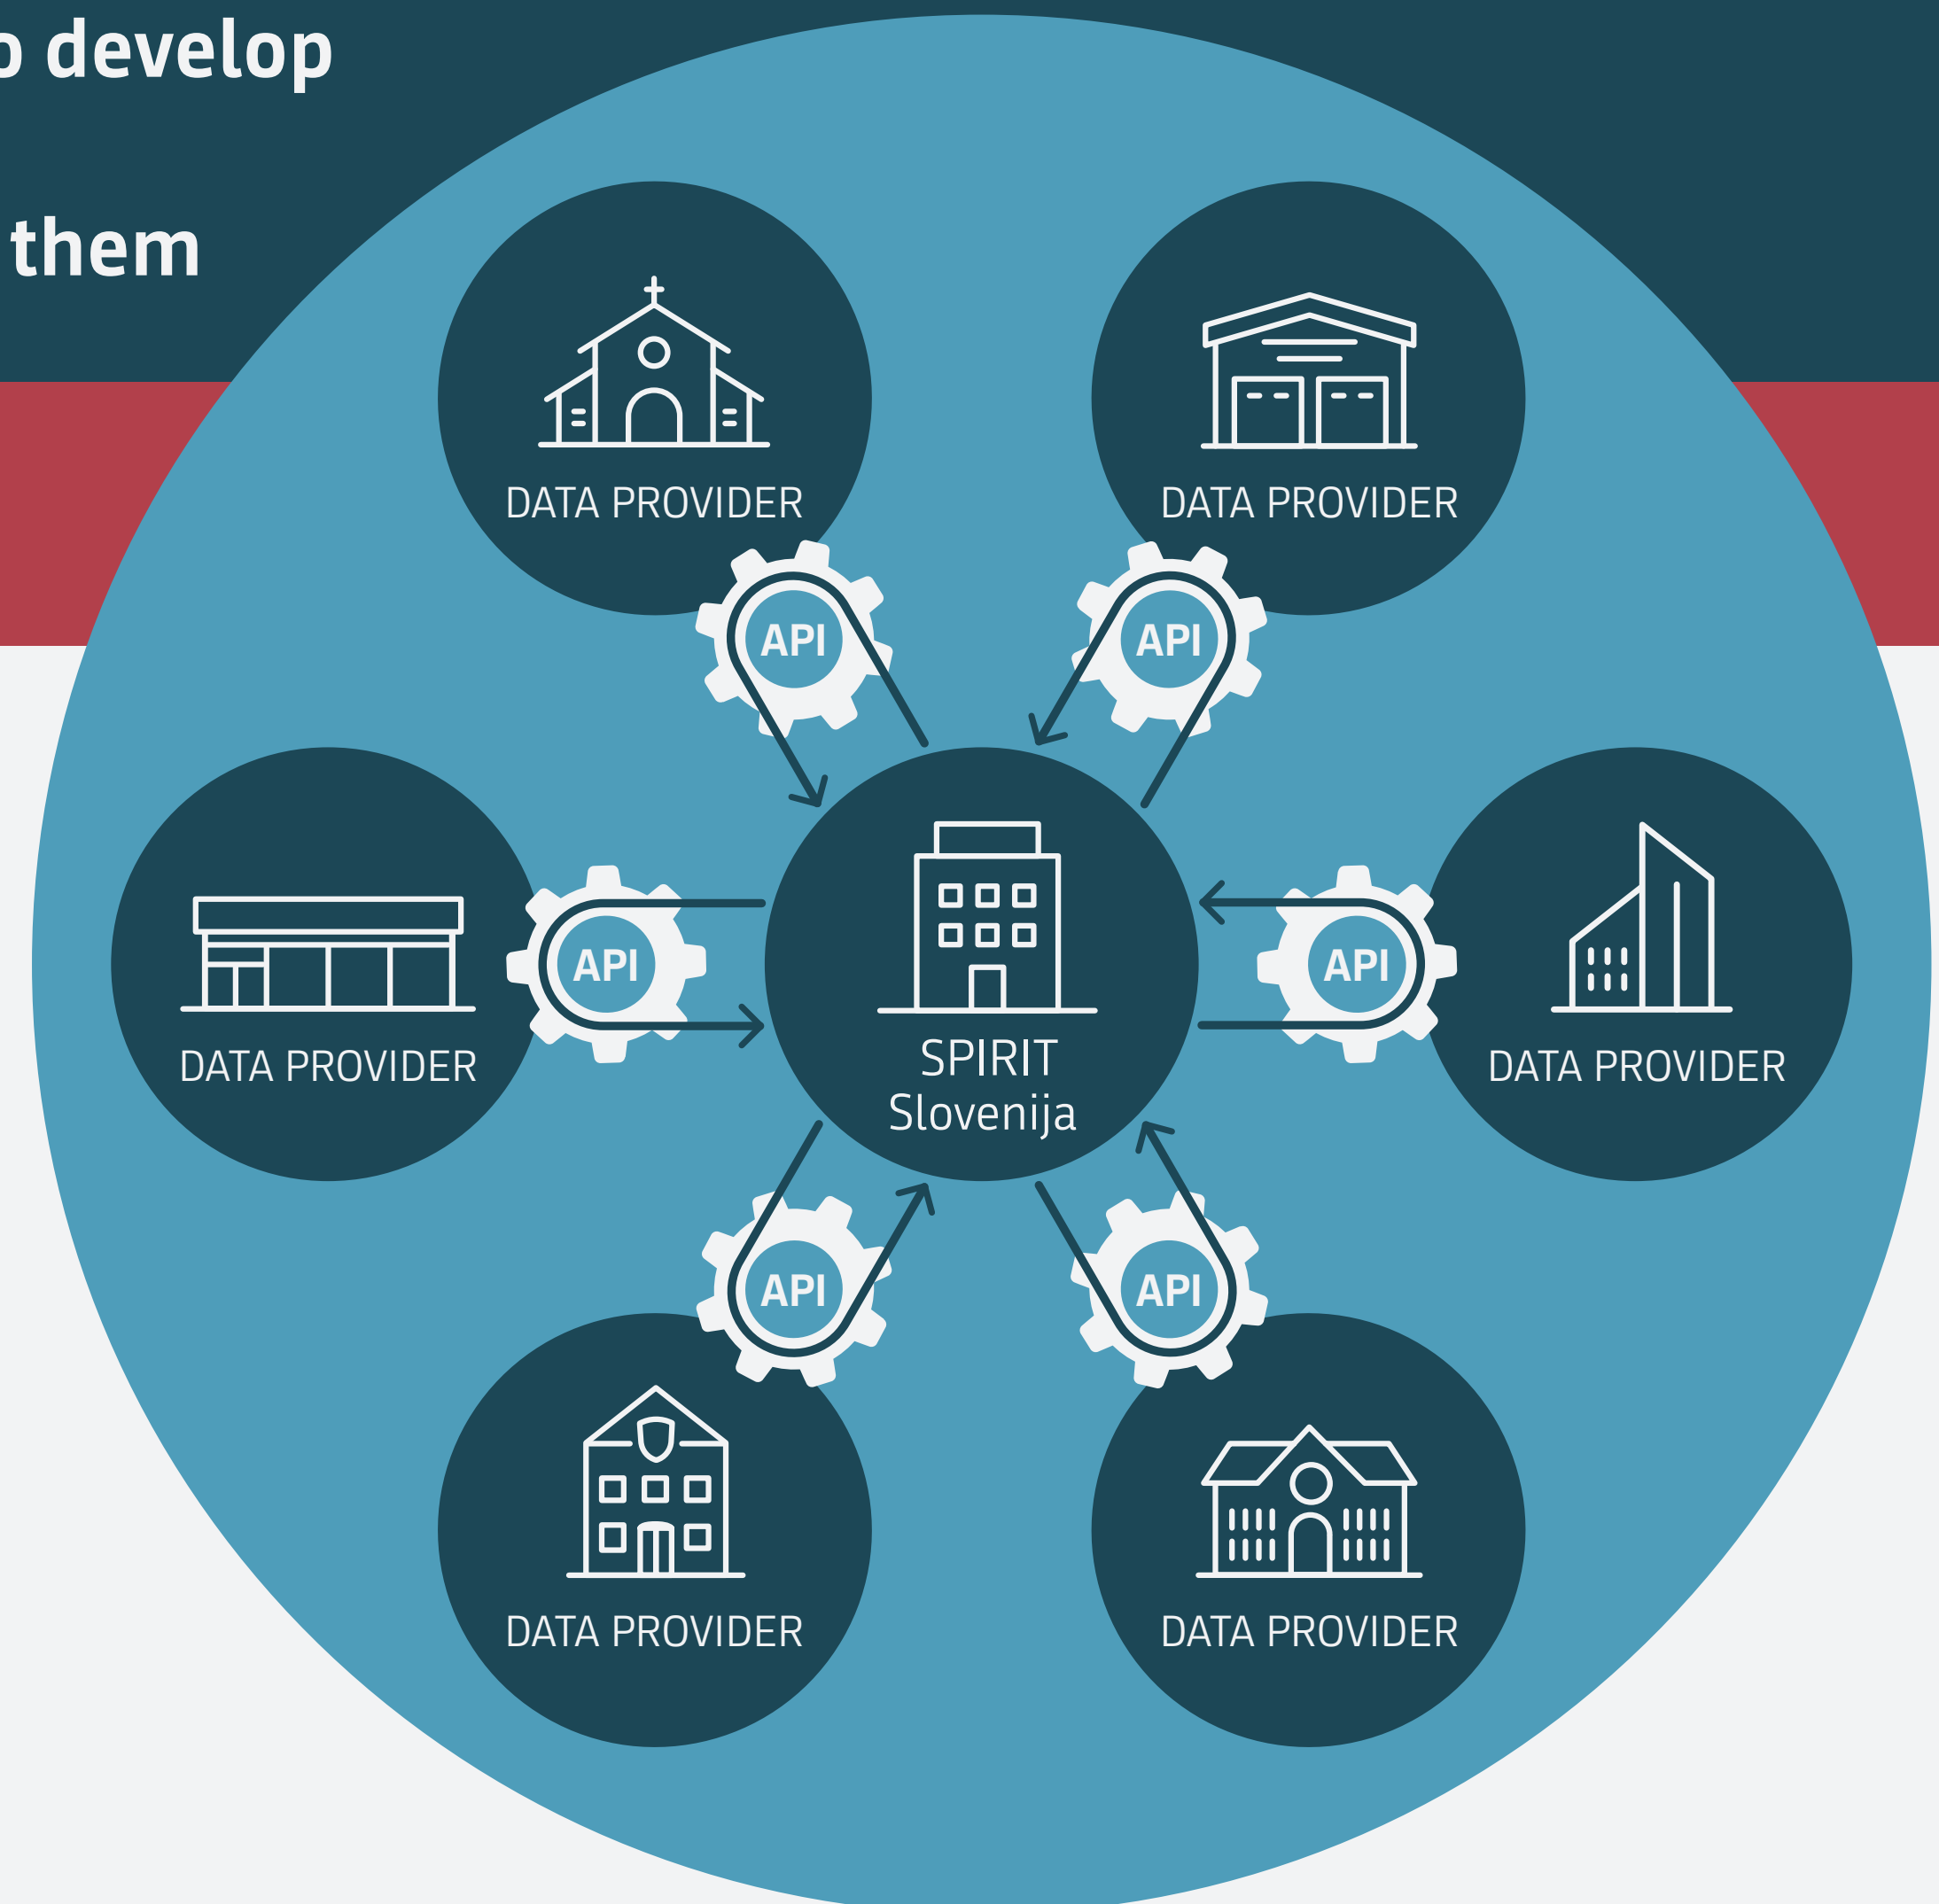 develop
them
DATA PROVIDER
DATA PROVIDER
API
API
DATA PROVIDER
API
SPIRIT
Slovenija
API
DATA PROVIDER
API
API
DATA PROVIDER
DATA PROVIDER